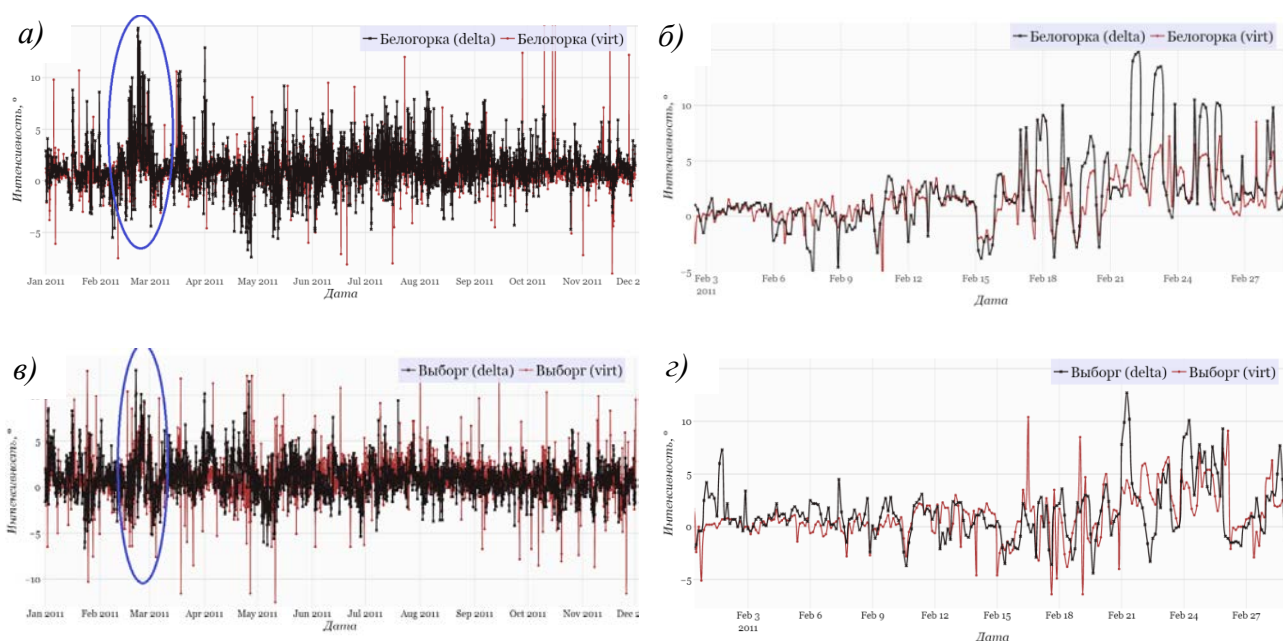 а)
Белогорка (delta) Белогорка (virt)
Интенсивность, °
10
5
0
−5
Jan 2011 Feb 2011 Mar 2011 Apr 2011 May 2011 Jun 2011 Jul 2011 Aug 2011 Sep 2011 Oct 2011 Nov 2011 Dec 2
Дата
б)
Белогорка (delta) Белогорка (virt)
Интенсивность, °
10
5
0
−5
Feb 3 Feb 6 Feb 9 Feb 12 Feb 15 Feb 18 Feb 21 Feb 24 Feb 27
2011
Дата
в)
Выборг (delta) Выборг (virt)
Интенсивность, °
5
0
−5
−10
Jan 2011 Feb 2011 Mar 2011 Apr 2011 May 2011 Jun 2011 Jul 2011 Aug 2011 Sep 2011 Oct 2011 Nov 2011 Dec 2
Дата
г)
Выборг (delta) Выборг (virt)
Интенсивность, °
10
5
0
−5
Feb 3 Feb 6 Feb 9 Feb 12 Feb 15 Feb 18 Feb 21 Feb 24 Feb 27
2011
Дата